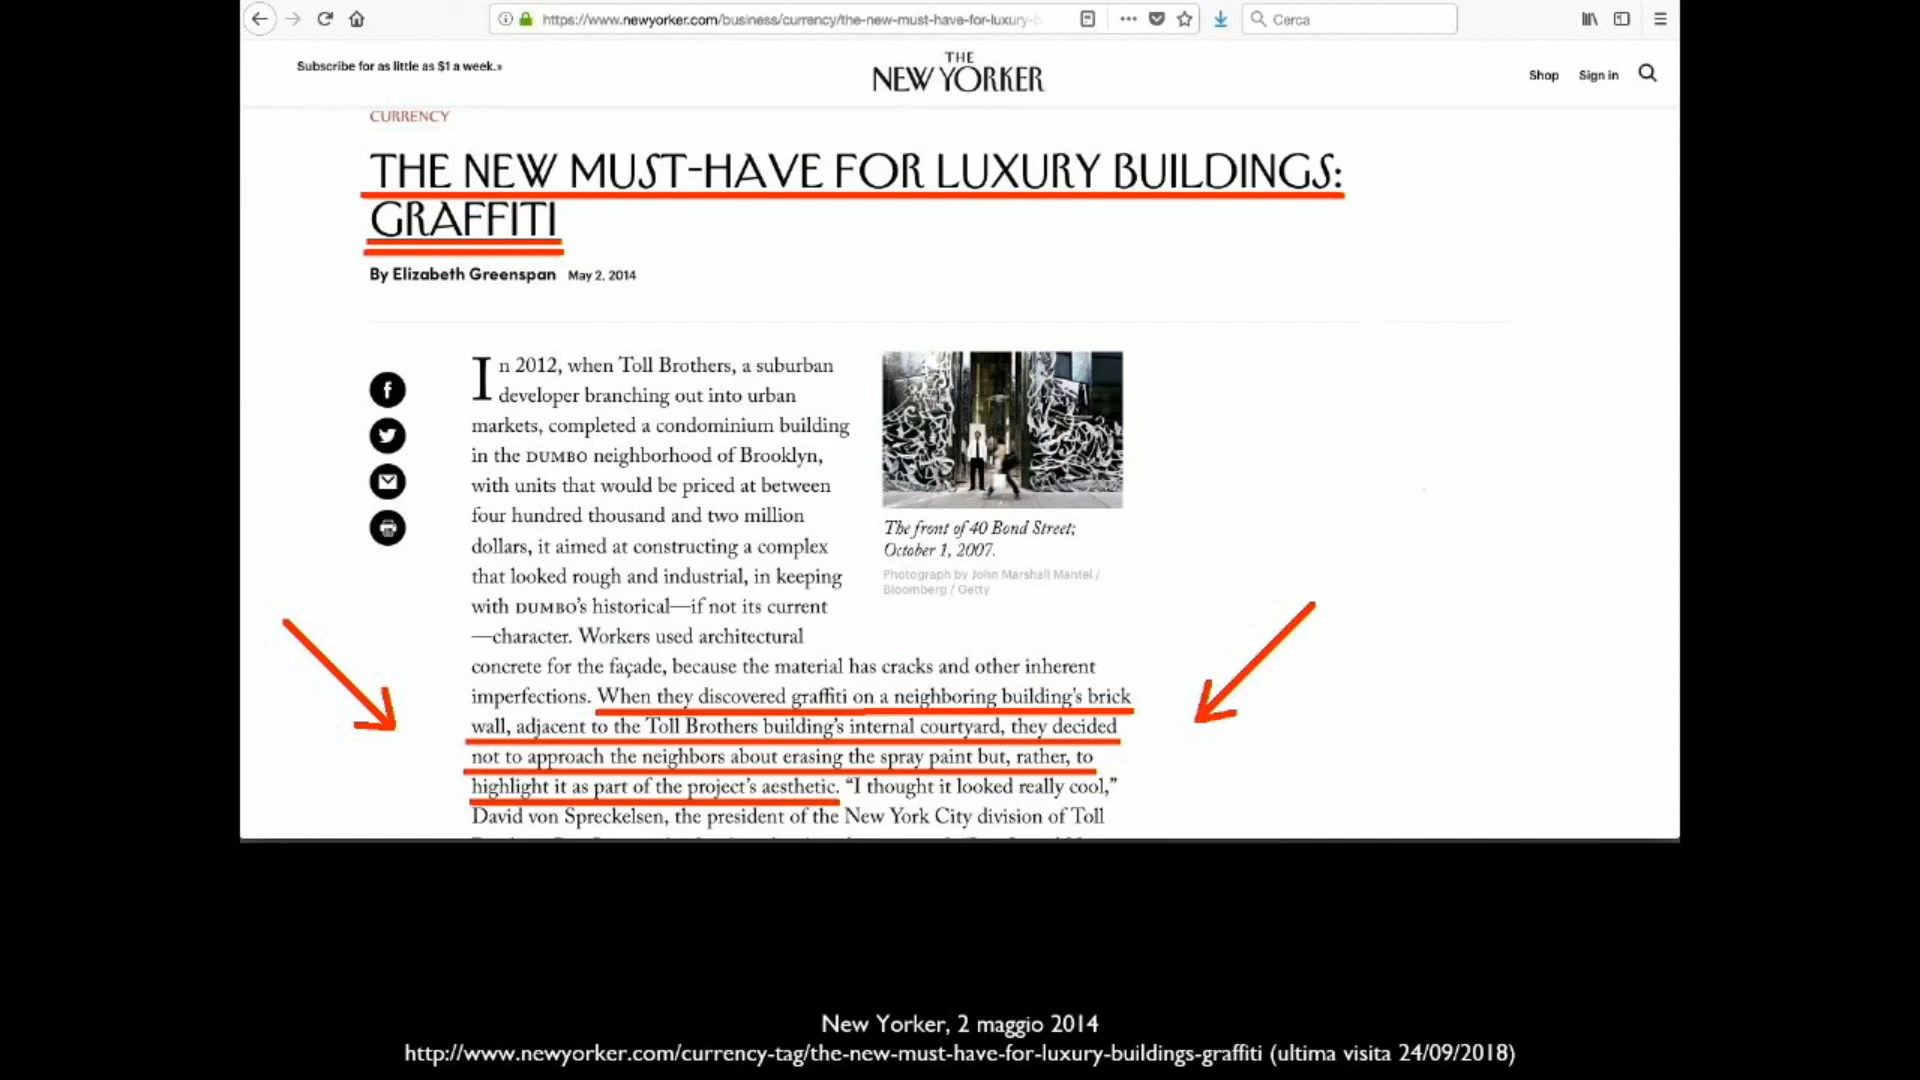 https://www.newyorker.com/business/currency/the-new-must-have-for-luxury-
Cerca
Subscribe for as little as $1 a week.»
THE
NEW YORKER
Shop Sign in
CURRENCY
THE NEW MUST-HAVE FOR LUXURY BUILDINGS:
GRAFFITI
By Elizabeth Greenspan May 2, 2014
In 2012, when Toll Brothers, a suburban
developer branching out into urban
markets, completed a condominium building
in the DUMBO neighborhood of Brooklyn,
with units that would be priced at between
four hundred thousand and two million
dollars, it aimed at constructing a complex
that looked rough and industrial, in keeping
with DUMBO's historical—if not its current
—character. Workers used architectural
concrete for the façade, because the material has cracks and other inherent
imperfections. When they discovered graffiti on a neighboring building's brick
wall, adjacent to the Toll Brothers building's internal courtyard, they decided
not to approach the neighbors about erasing the spray paint but, rather, to
highlight it as part of the project's aesthetic. “I thought it looked really cool,”
David von Spreckelsen, the president of the New York City division of Toll
The front of 40 Bond Street;
October 1, 2007.
Photograph by John Marshall Mantel /
Bloomberg / Getty
New Yorker, 2 maggio 2014
http://www.newyorker.com/currency-tag/the-new-must-have-for-luxury-buildings-graffiti (ultima visita 24/09/2018)